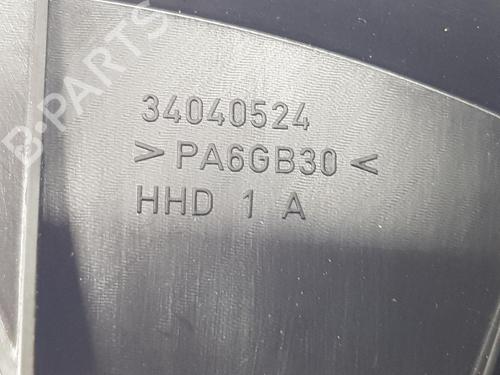 B-PARTS
34040524
> PA6GB30 <
HHD 1 A